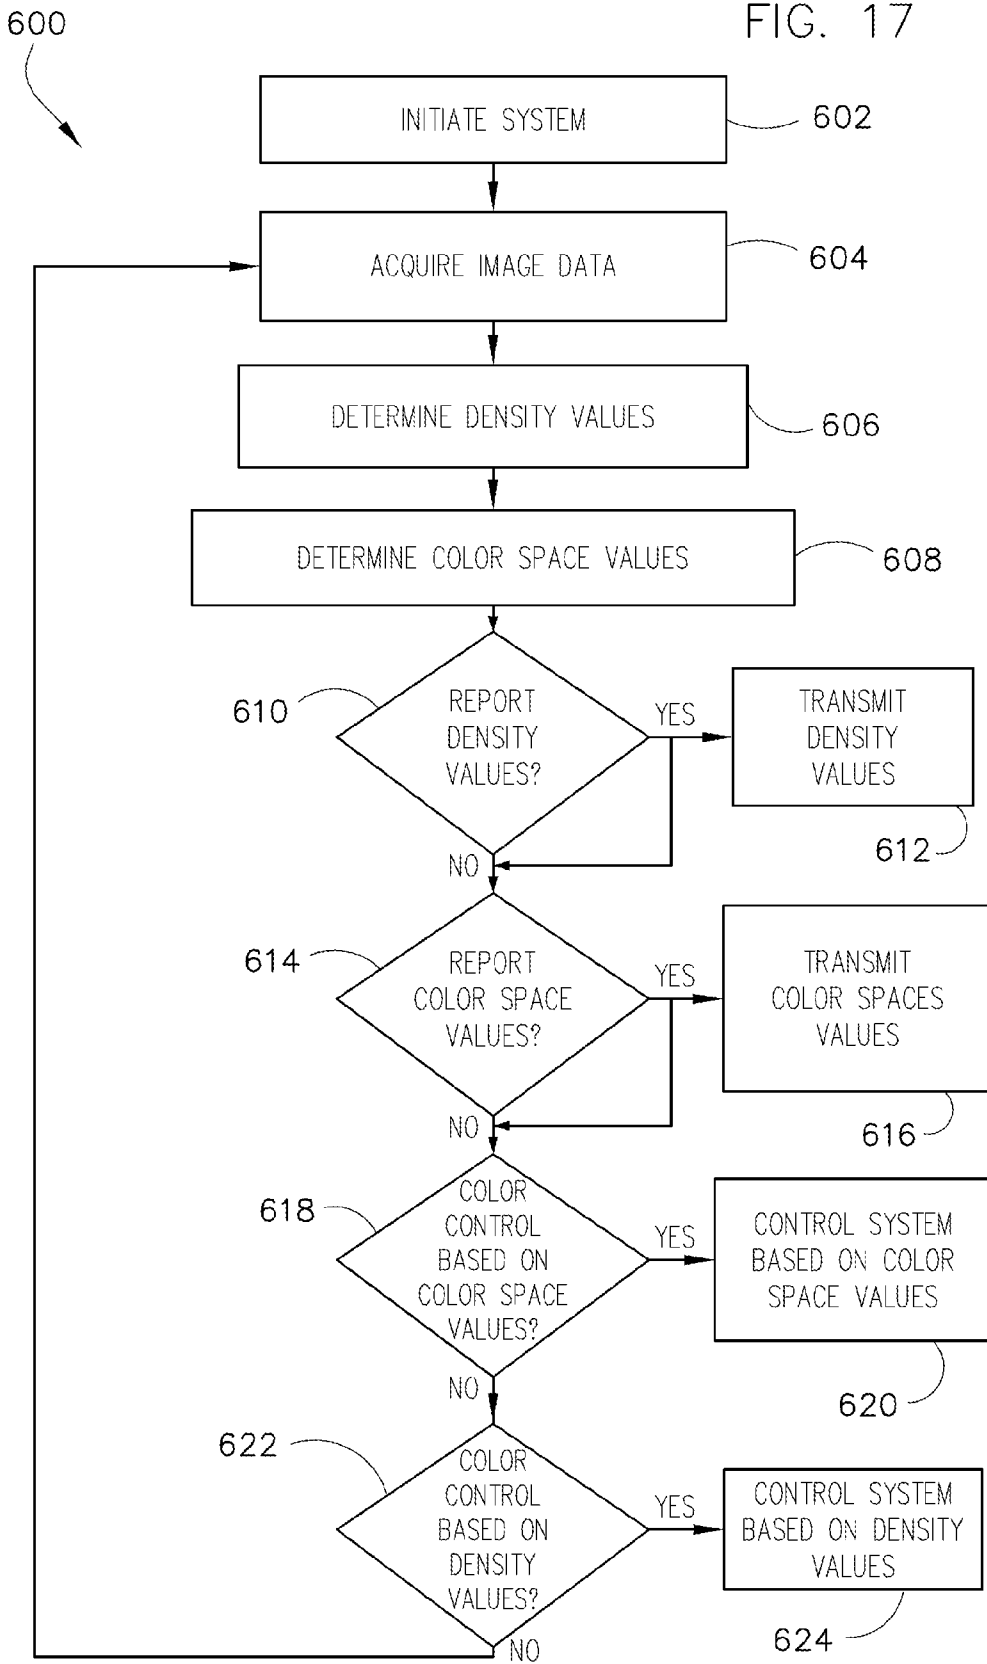 FIG. 17
600
INITIATE SYSTEM
602
ACQUIRE IMAGE DATA
604
DETERMINE DENSITY VALUES
606
DETERMINE COLOR SPACE VALUES
608
610
REPORT
DENSITY
VALUES?
YES
TRANSMIT
DENSITY
VALUES
612
NO
614
REPORT
COLOR SPACE
VALUES?
YES
TRANSMIT
COLOR SPACES
VALUES
616
NO
618
COLOR
CONTROL
BASED ON
COLOR SPACE
VALUES?
YES
CONTROL SYSTEM
BASED ON COLOR
SPACE VALUES
620
NO
622
COLOR
CONTROL
BASED ON
DENSITY
VALUES?
YES
CONTROL SYSTEM
BASED ON DENSITY
VALUES
624
NO